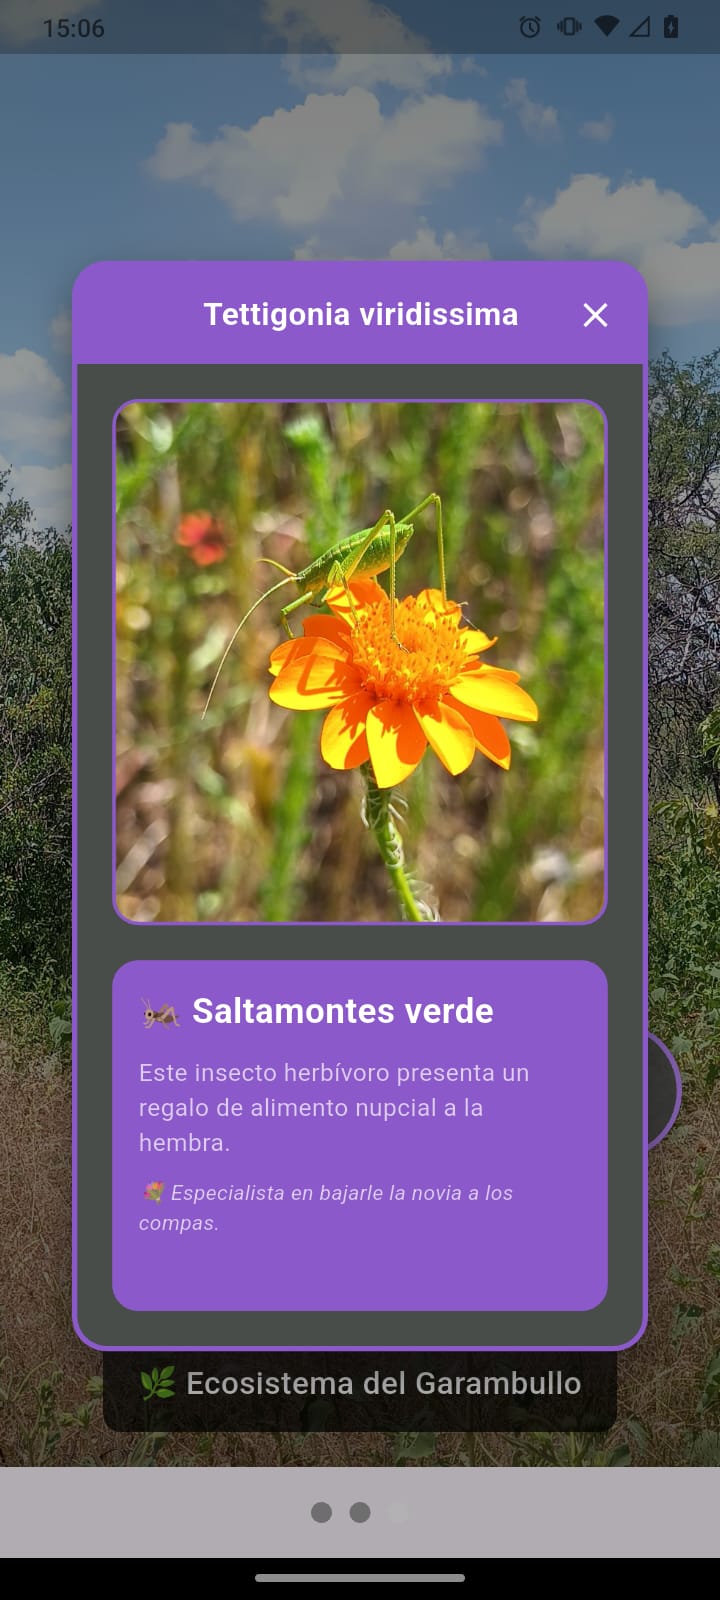 15:06
Tettigonia viridissima
🦗 Saltamontes verde
Este insecto herbívoro presenta un
regalo de alimento nupcial a la
hembra.
💐 Especialista en bajarle la novia a los
compas.
🌿 Ecosistema del Garambullo